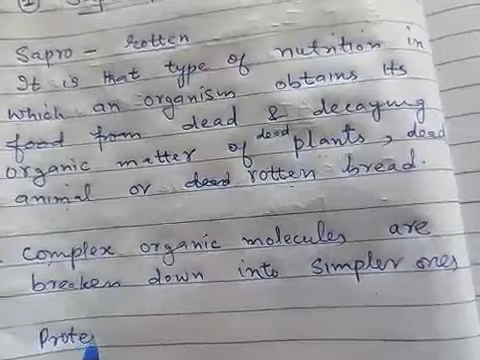 Sapro - rotten
It is that type of nutrition in
which an organism obtains its
food from dead & decaying
organic matter of dead plants, dead
animal or dead rotten bread.
Complex organic molecules are
breaken down into simpler ones
Prote